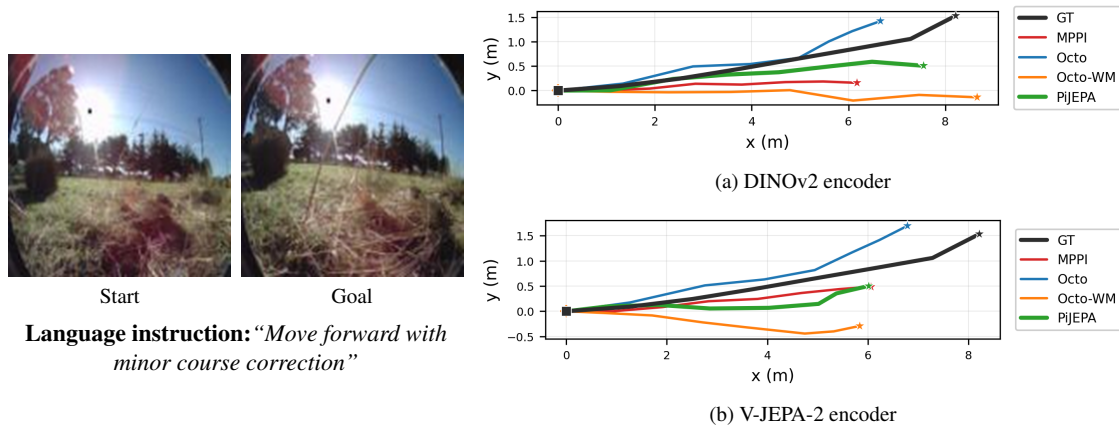 Start
Goal
Language instruction:“Move forward with
minor course correction”
1.5
1.0
0.5
0.0
y (m)
0
2
4
6
8
x (m)
GT
MPPI
Octo
Octo-WM
PiJEPA
(a) DINOv2 encoder
1.5
1.0
0.5
0.0
−0.5
y (m)
0
2
4
6
8
x (m)
GT
MPPI
Octo
Octo-WM
PiJEPA
(b) V-JEPA-2 encoder